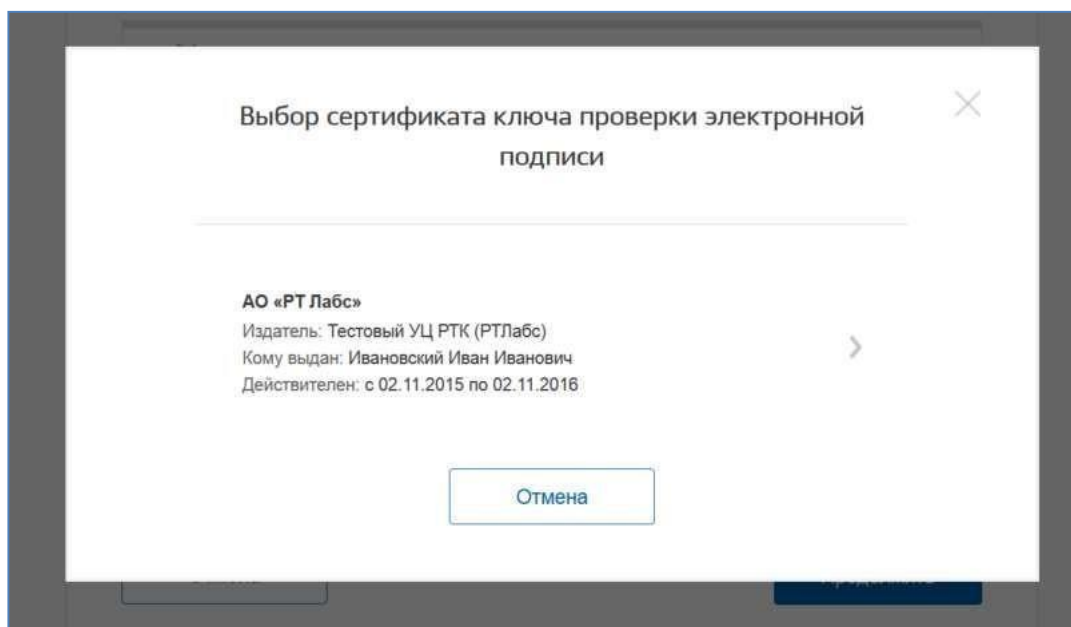 Выбор сертификата ключа проверки электронной
подписи
АО «РТ Лабс»
Издатель: Тестовый УЦ РТК (РТЛабс)
Кому выдан: Ивановский Иван Иванович
Действителен: с 02.11.2015 по 02.11.2016
Отмена